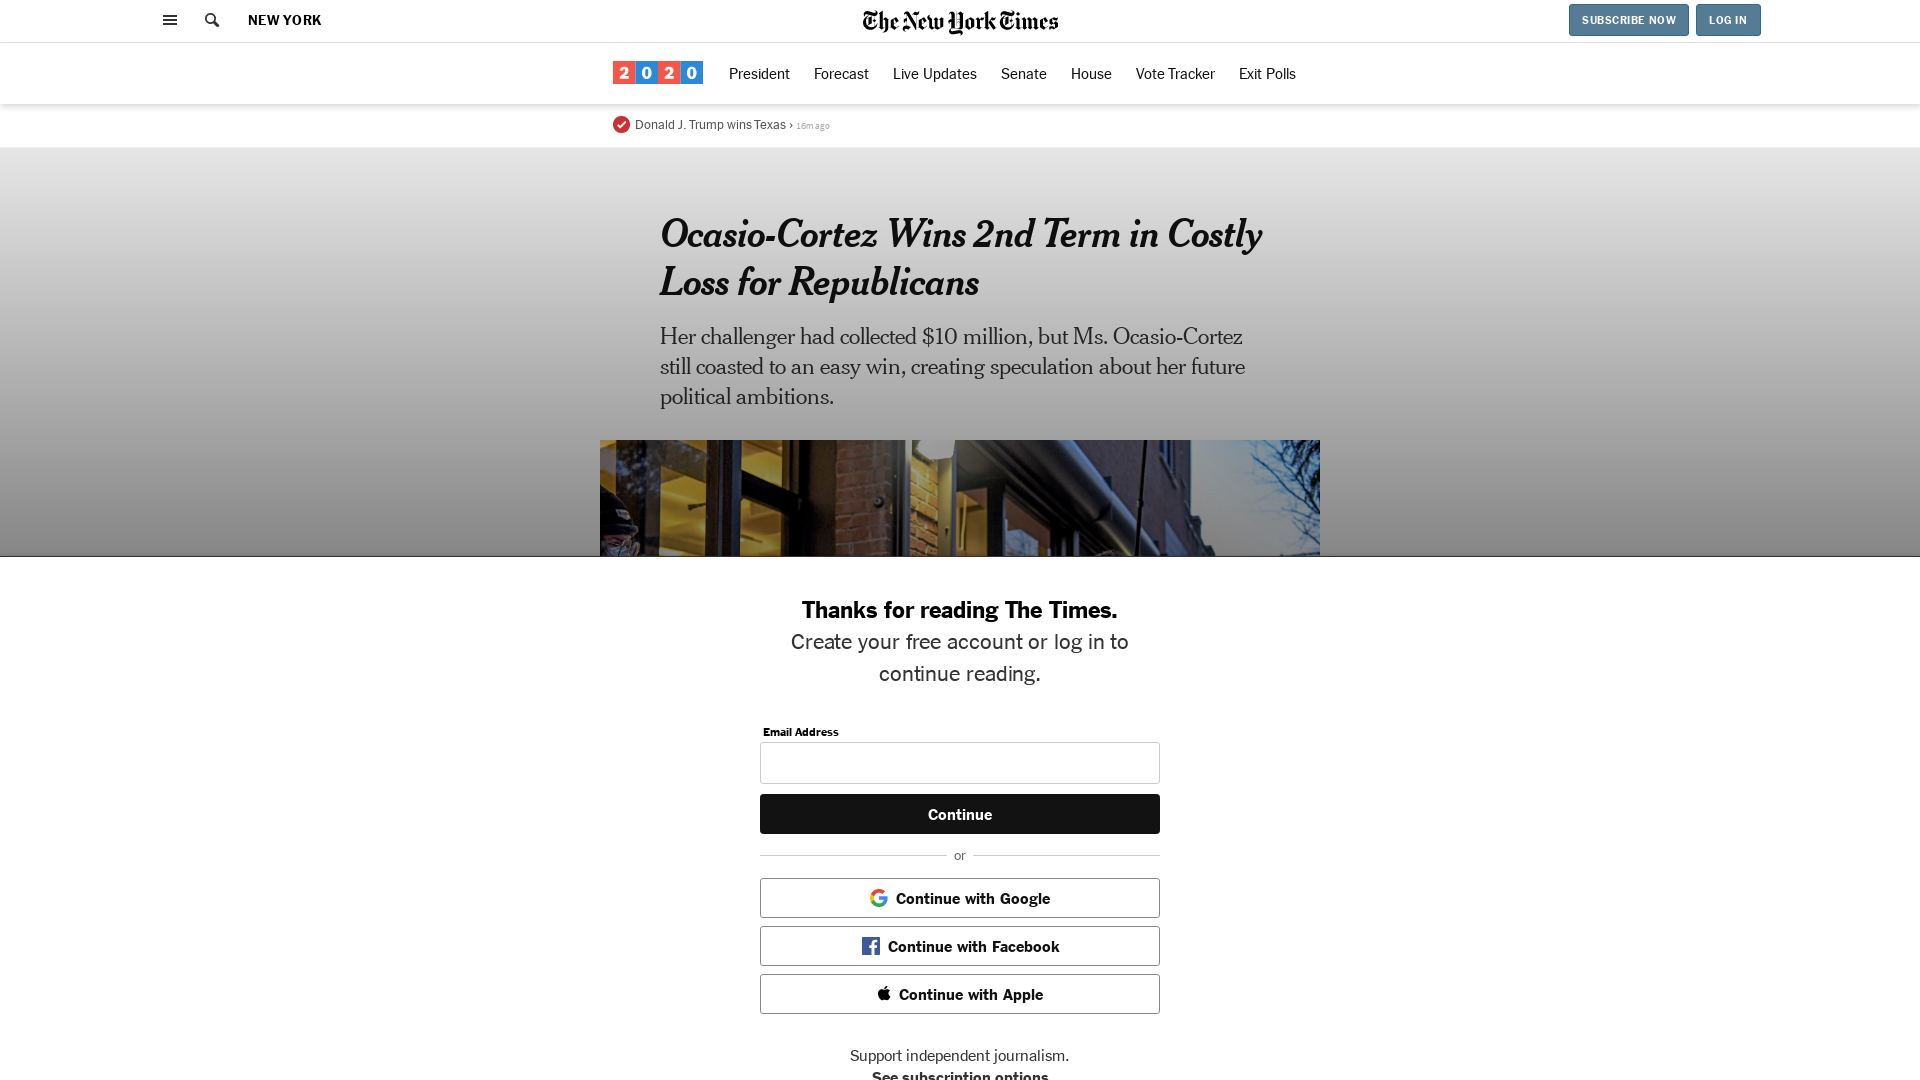 NEW YORK
The New York Times
SUBSCRIBE NOW
LOG IN
2020
President
Forecast
Live Updates
Senate
House
Vote Tracker
Exit Polls
Donald J. Trump wins Texas › 16m ago
Ocasio-Cortez Wins 2nd Term in Costly
Loss for Republicans
Her challenger had collected $10 million, but Ms. Ocasio-Cortez
still coasted to an easy win, creating speculation about her future
political ambitions.
Thanks for reading The Times.
Create your free account or log in to
continue reading.
Email Address
Continue
or
Continue with Google
Continue with Facebook
Continue with Apple
Support independent journalism.
See subscription options